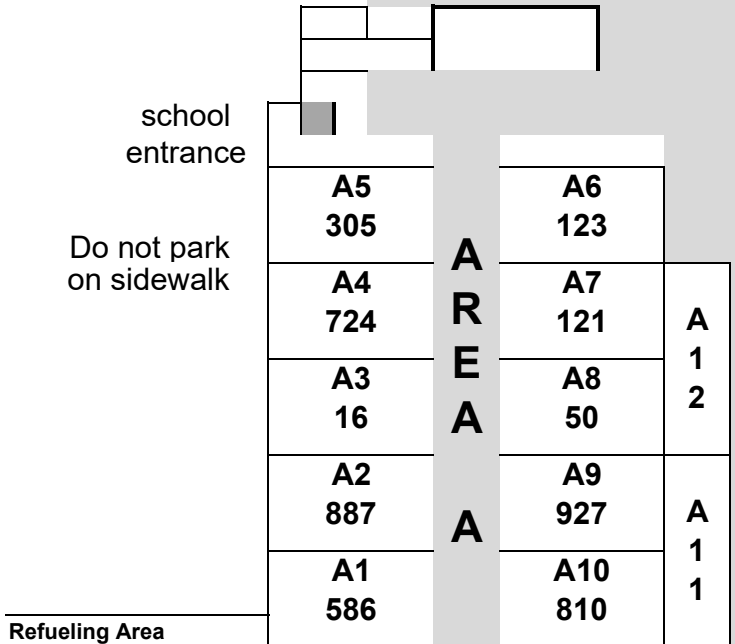 school
entrance
Do not park
on sidewalk
A5
305
A4
724
A3
16
A2
887
A1
586
A
R
E
A
A
A6
123
A7
121
A8
50
A9
927
A10
810
A
1
2
A
1
1
Refueling Area